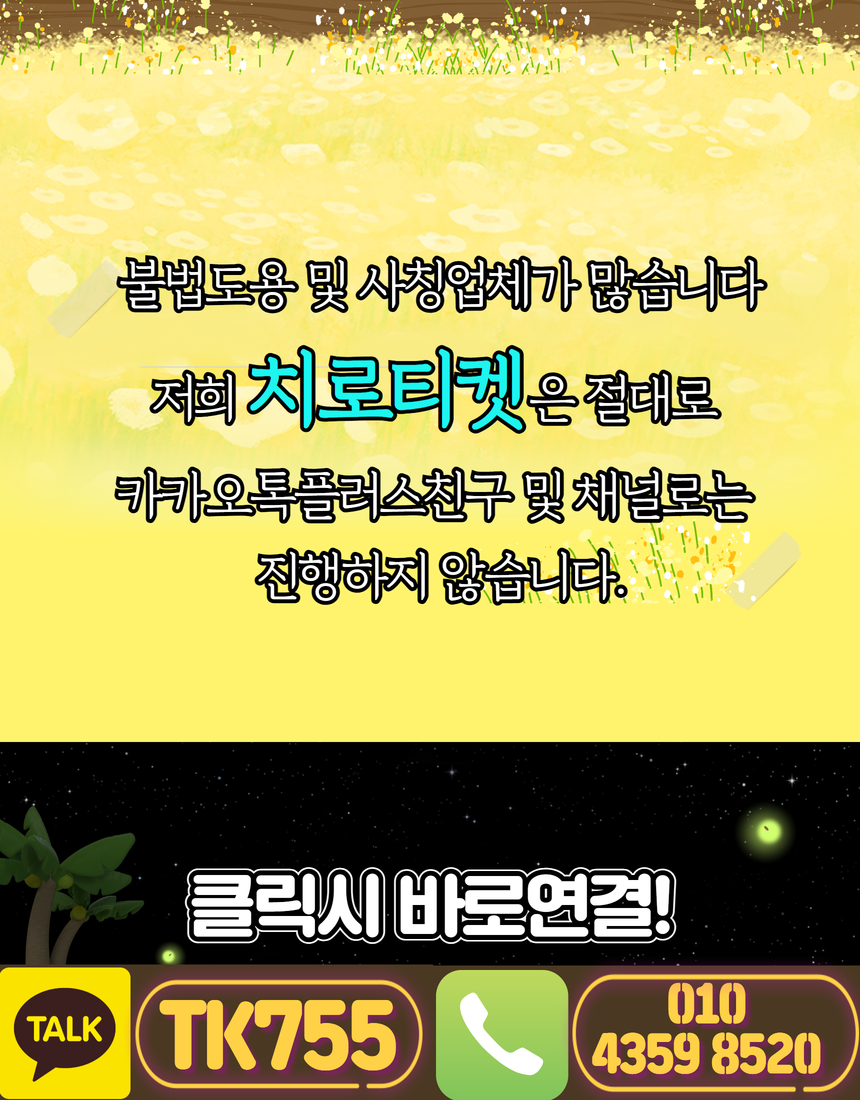 불법도용 및 사칭업체가 많습니다
저희 치로티켓은 절대로
카카오톡플러스친구 및 채널로는
진행하지 않습니다.
클릭시 바로연결!
TALK
TK755
010
4359 8520